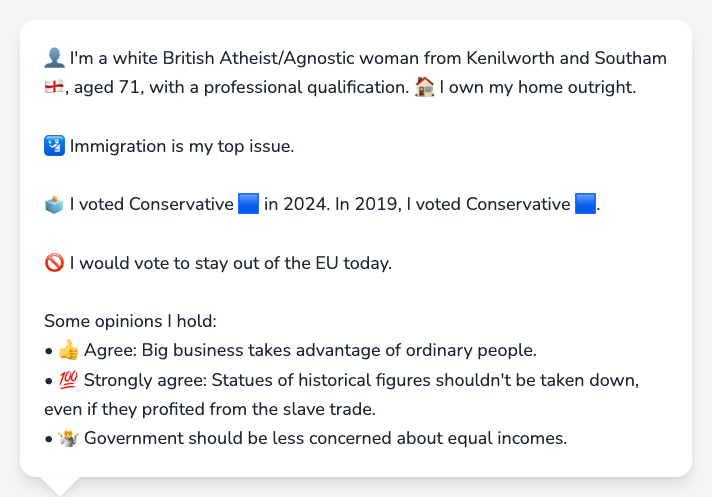 👤 I'm a white British Atheist/Agnostic woman from Kenilworth and Southam
🏴󠁧󠁢󠁥󠁮󠁧󠁿, aged 71, with a professional qualification. 🏠 I own my home outright.
🛂 Immigration is my top issue.
🗳️ I voted Conservative 🟦 in 2024. In 2019, I voted Conservative 🟦.
🚫 I would vote to stay out of the EU today.
Some opinions I hold:
• 👍 Agree: Big business takes advantage of ordinary people.
• 💯 Strongly agree: Statues of historical figures shouldn't be taken down,
even if they profited from the slave trade.
• 🤷 Government should be less concerned about equal incomes.